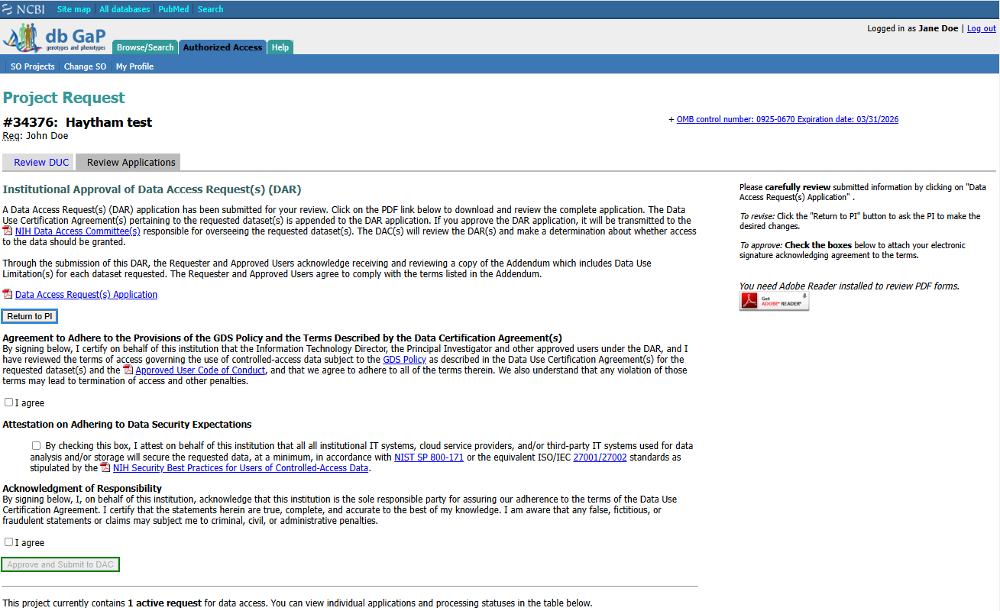 NCBI Site map All databases PubMed Search
Logged in as Jane Doe | Log out
db GaP
genotypes and phenotypes
Browse/Search Authorized Access Help
SO Projects Change SO My Profile
Project Request
#34376: Haytham test
+ OMB control number: 0925-0670 Expiration date: 03/31/2026
Req: John Doe
Review DUC Review Applications
Institutional Approval of Data Access Request(s) (DAR)
A Data Access Request(s) (DAR) application has been submitted for your review. Click on the PDF link below to download and review the complete application. The Data
Use Certification Agreement(s) pertaining to the requested dataset(s) is appended to the DAR application. If you approve the DAR application, it will be transmitted to the
NIH Data Access Committee(s) responsible for overseeing the requested dataset(s). The DAC(s) will review the DAR(s) and make a determination about whether access
to the data should be granted.
Through the submission of this DAR, the Requester and Approved Users acknowledge receiving and reviewing a copy of the Addendum which includes Data Use
Limitation(s) for each dataset requested. The Requester and Approved Users agree to comply with the terms listed in the Addendum.
Data Access Request(s) Application
Return to PI
Agreement to Adhere to the Provisions of the GDS Policy and the Terms Described by the Data Certification Agreement(s)
By signing below, I certify on behalf of this institution that the Information Technology Director, the Principal Investigator and other approved users under the DAR, and I
have reviewed the terms of access governing the use of controlled-access data subject to the GDS Policy as described in the Data Use Certification Agreement(s) for the
requested dataset(s) and the Approved User Code of Conduct, and that we agree to adhere to all of the terms therein. We also understand that any violation of those
terms may lead to termination of access and other penalties.
I agree
Attestation on Adhering to Data Security Expectations
By checking this box, I attest on behalf of this institution that all all institutional IT systems, cloud service providers, and/or third-party IT systems used for data
analysis and/or storage will secure the requested data, at a minimum, in accordance with NIST SP 800-171 or the equivalent ISO/IEC 27001/27002 standards as
stipulated by the NIH Security Best Practices for Users of Controlled-Access Data.
Acknowledgment of Responsibility
By signing below, I, on behalf of this institution, acknowledge that this institution is the sole responsible party for assuring our adherence to the terms of the Data Use
Certification Agreement. I certify that the statements herein are true, complete, and accurate to the best of my knowledge. I am aware that any false, fictitious, or
fraudulent statements or claims may subject me to criminal, civil, or administrative penalties.
I agree
Approve and Submit to DAC
This project currently contains 1 active request for data access. You can view individual applications and processing statuses in the table below.
Please carefully review submitted information by clicking on "Data
Access Request(s) Application" .
To revise: Click the "Return to PI" button to ask the PI to make the
desired changes.
To approve: Check the boxes below to attach your electronic
signature acknowledging agreement to the terms.
You need Adobe Reader installed to review PDF forms.
Get
ADOBE® READER®